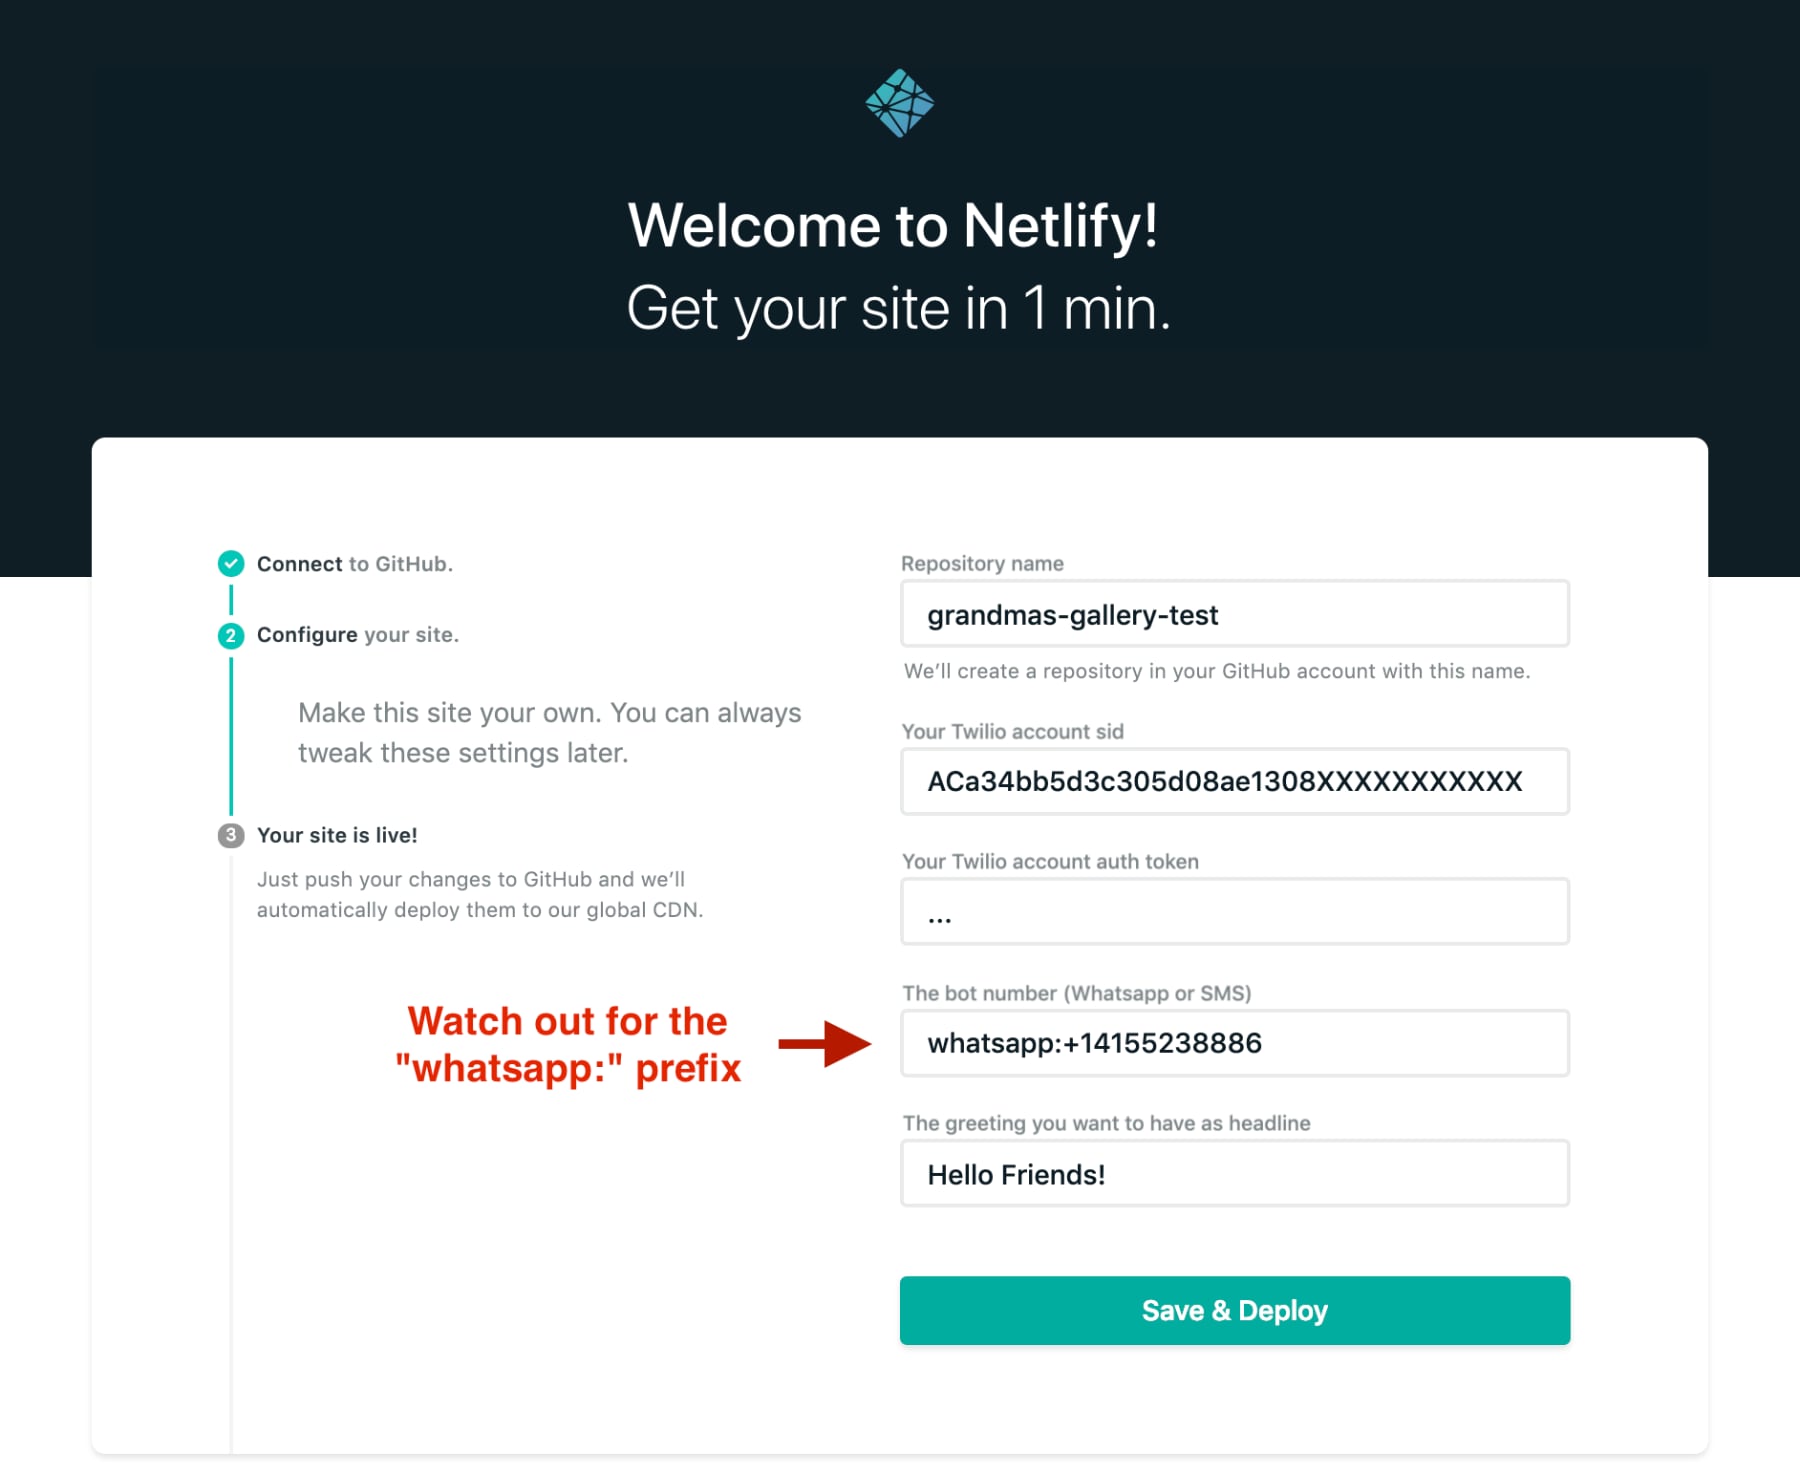 Welcome to Netlify!
Get your site in 1 min.
Connect to GitHub.
2 Configure your site.
Make this site your own. You can always
tweak these settings later.
3 Your site is live!
Just push your changes to GitHub and we’ll
automatically deploy them to our global CDN.
Watch out for the
"whatsapp:" prefix
Repository name
grandmas-gallery-test
We’ll create a repository in your GitHub account with this name.
Your Twilio account sid
ACa34bb5d3c305d08ae1308XXXXXXXXXXX
Your Twilio account auth token
...
The bot number (Whatsapp or SMS)
whatsapp:+14155238886
The greeting you want to have as headline
Hello Friends!
Save & Deploy